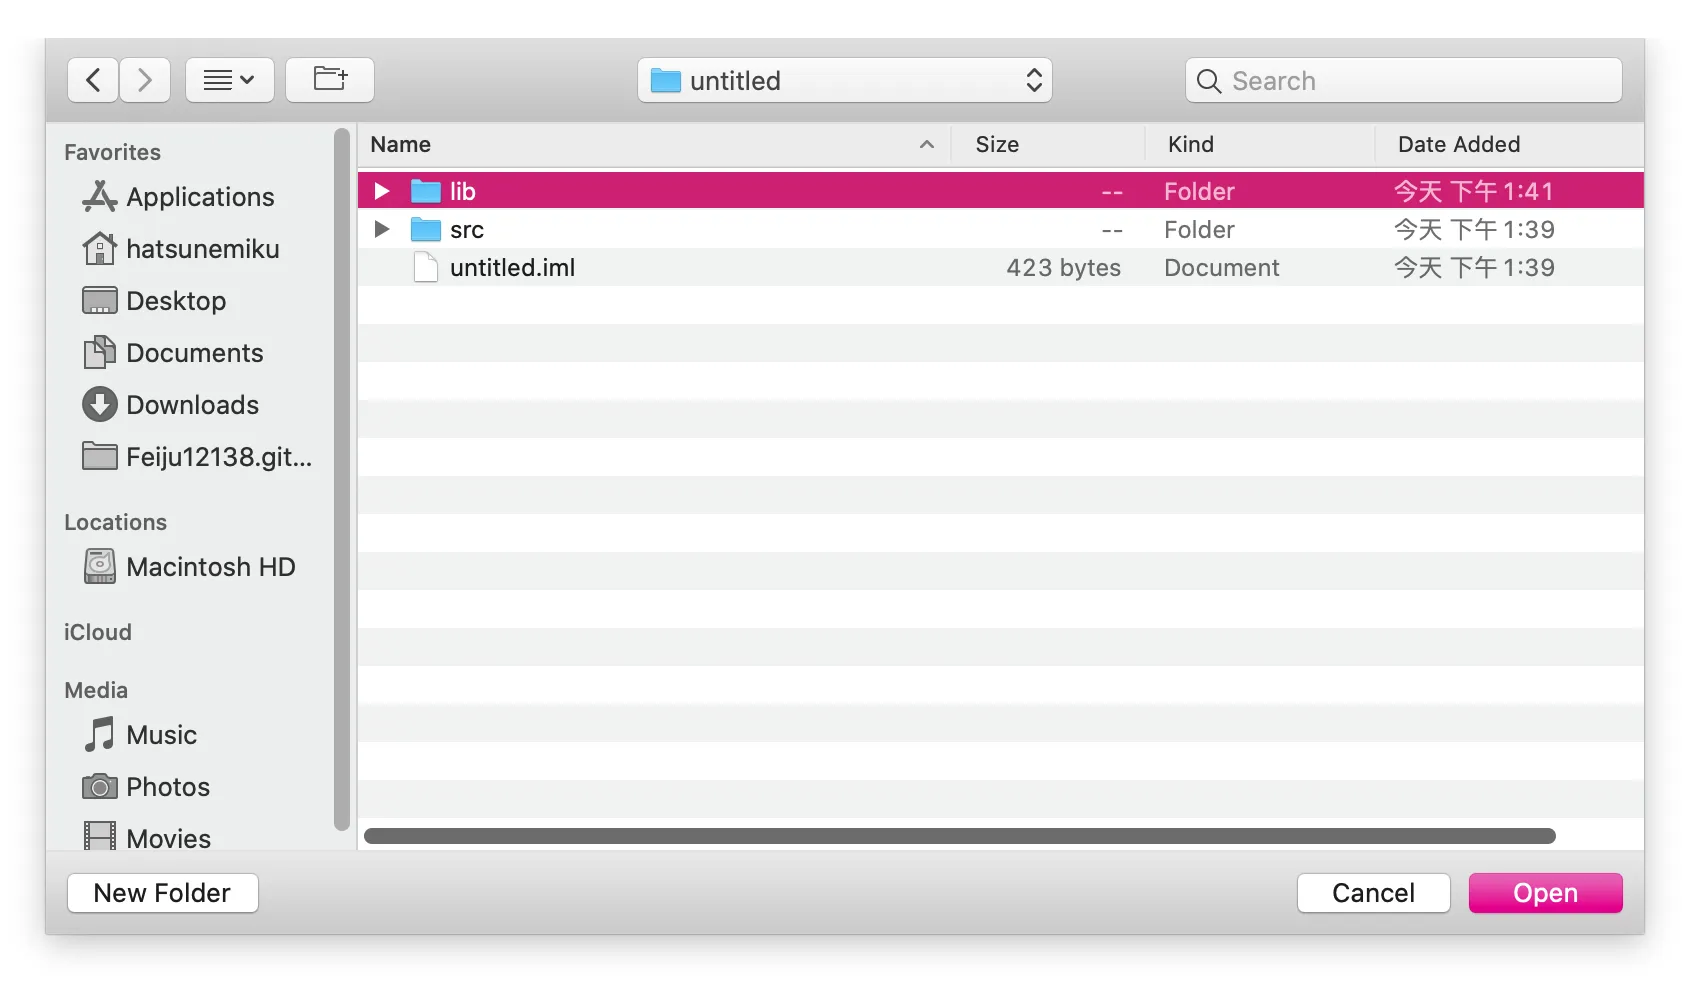 untitled
Search
Favorites
Applications
hatsunemiku
Desktop
Documents
Downloads
Feiju12138.git...
Locations
Macintosh HD
iCloud
Media
Music
Photos
Movies
Name Size Kind Date Added
lib -- Folder 今天 下午 1:41
src -- Folder 今天 下午 1:39
untitled.iml 423 bytes Document 今天 下午 1:39
New Folder
Cancel
Open